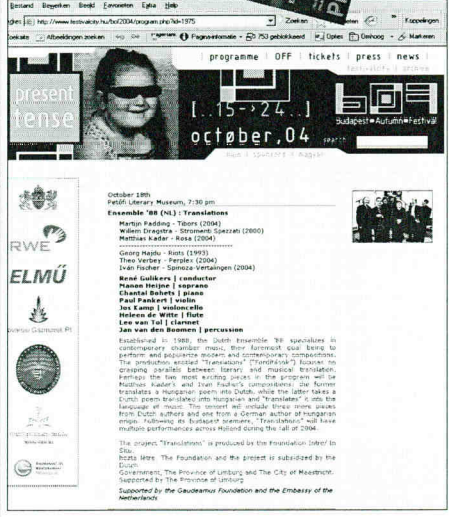 Bestand Bewerken Beeld Favorieten Extra Help
http://www.festivalcity.hu/bof2004/program.php?id=1975
Zoeken
Koppelingen
Afbeeldingen zoeken
Pagina-informatie
753 geblokkeerd
Opties
Omhoog
Markeren
programme | OFF | tickets | press | news |
present
tense
[..15->24..]
octøber,04
Budapest Autumn Festival
search
October 18th
Petőfi Literary Museum, 7:30 pm
Ensemble '88 (NL) : Translations
Martijn Padding - Tibors (2004)
Willem Dragstra - Stromenti Spezzati (2000)
Matthias Kadar - Rosa (2004)
Georg Hajdu - Riots (1993)
Theo Verbey - Perplex (2004)
Iván Fischer - Spinoza-Vertalingen (2004)
René Gulikers | conductor
Manon Heijne | soprano
Chantal Bohets | piano
Paul Pankert | violin
Jos Kamp | violoncello
Heleen de Witte | flute
Leo van Tol | clarinet
Jan van den Boomen | percussion
Established in 1988, the Dutch Ensemble '88 specializes in
contemporary chamber music, their foremost goal being to
perform and popularize modern and contemporary compositions.
The production entitled "Translations" ("Fordítások") focuses on
grasping parallels between literary and musical translation.
Perhaps the two most exciting pieces in the program will be
Matthias Kadar's and Ivan Fischer's compositions: the former
translates a Hungarian poem into Dutch, while the latter takes a
Dutch poem translated into Hungarian and "translates" it into the
language of music. The concert will include three more pieces
from Dutch authors and one from a German author of Hungarian
origin. Following its Budapest premiere, "Translations" will have
multiple performances across Holland during the fall of 2004.
The project "Translations" is produced by the Foundation Intro/ In
Situ.
hozta létre. The Foundation and the project is subsidized by the
Dutch
Government, The Province of Limburg and The City of Maastricht.
Supported by The Province of Limburg
Supported by the Gaudeamus Foundation and the Embassy of the
Netherlands
RWE
ELMŰ